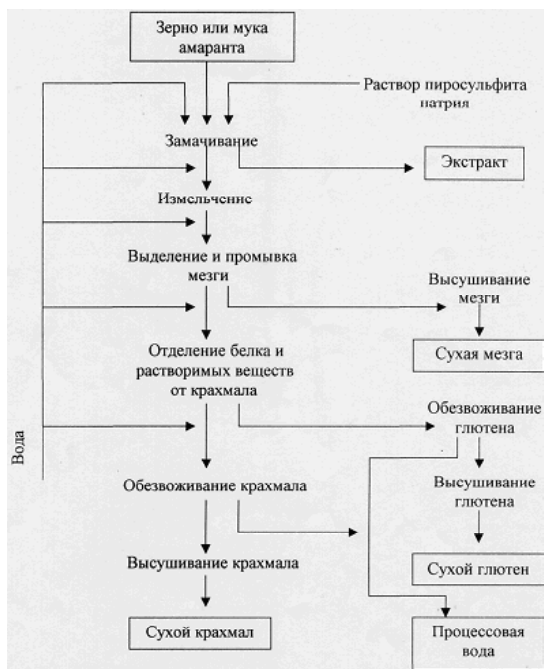 Зерно или мука
амаранта
Раствор пиросульфита
натрия
Замачивание
Экстракт
Измельчение
Выделение и промывка
мезги
Высушивание
мезги
Сухая мезга
Отделение белка и
растворимых веществ
от крахмала
Обезвоживание
глютена
Вода
Обезвоживание крахмала
Высушивание
глютена
Высушивание крахмала
Сухой глютен
Сухой крахмал
Процессовая
вода